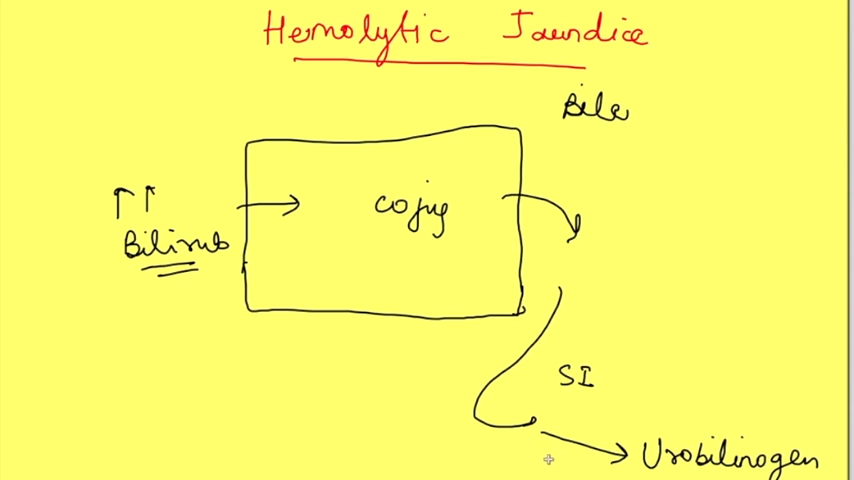 Hemolytic Jaundice
Bile
↑↑
Bilirub
cojug
SI
Urobilinogen